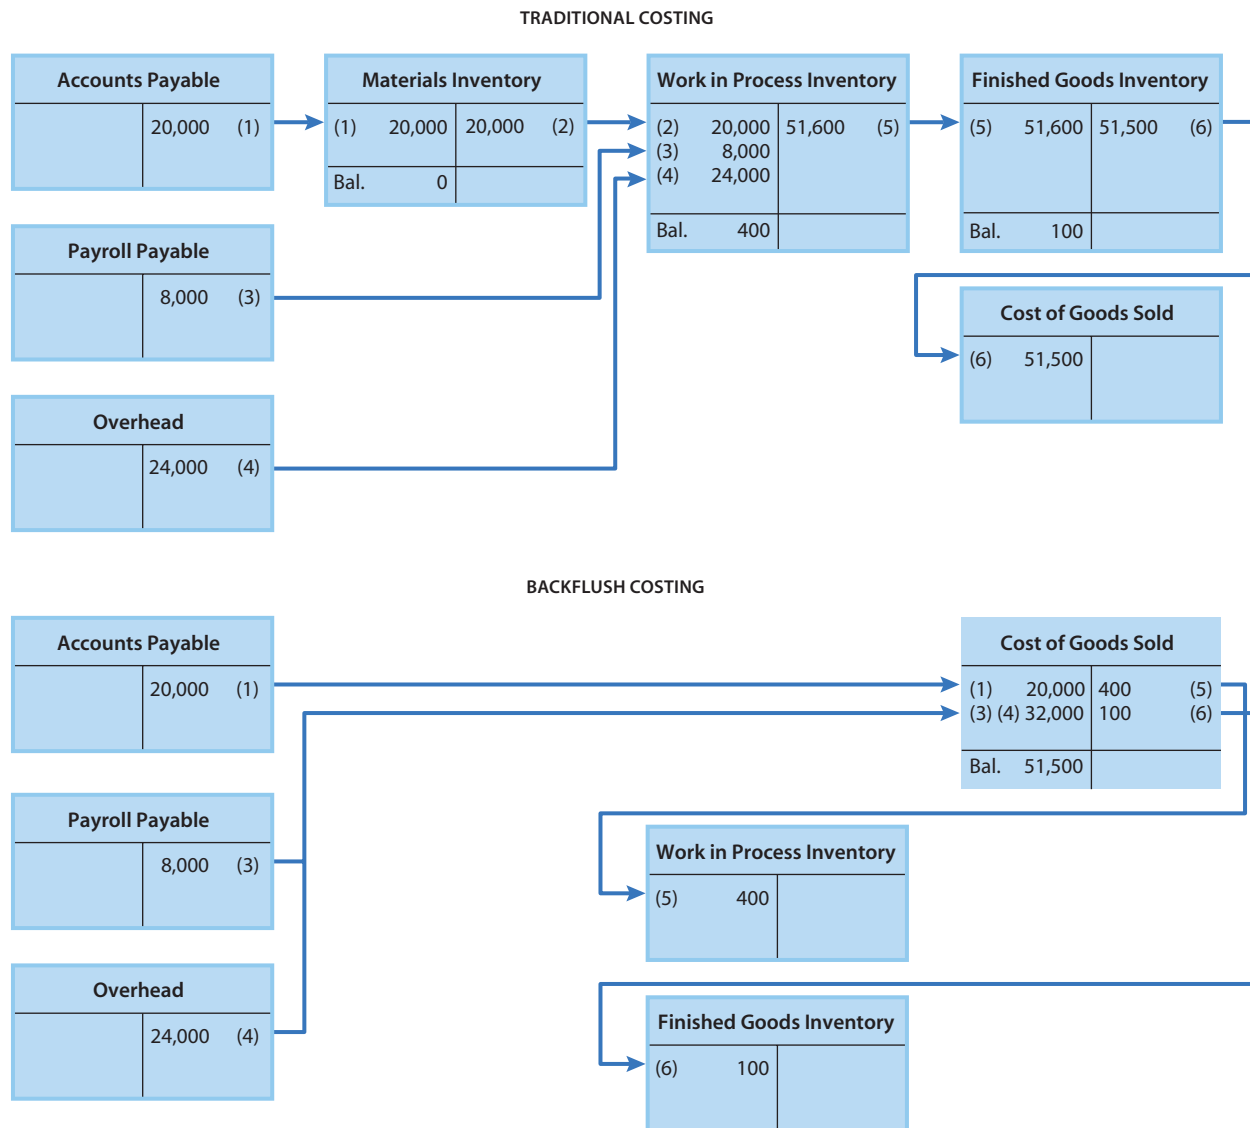 TRADITIONAL COSTING
Accounts Payable
20,000 (1)
Materials Inventory
(1) 20,000 20,000 (2)
Bal. 0
Work in Process Inventory
(2) 20,000 51,600 (5)
(3) 8,000
(4) 24,000
Bal. 400
Finished Goods Inventory
(5) 51,600 51,500 (6)
Bal. 100
Payroll Payable
8,000 (3)
Cost of Goods Sold
(6) 51,500
Overhead
24,000 (4)
BACKFLUSH COSTING
Accounts Payable
20,000 (1)
Cost of Goods Sold
(1) 20,000 400 (5)
(3) (4) 32,000 100 (6)
Bal. 51,500
Payroll Payable
8,000 (3)
Work in Process Inventory
(5) 400
Overhead
24,000 (4)
Finished Goods Inventory
(6) 100